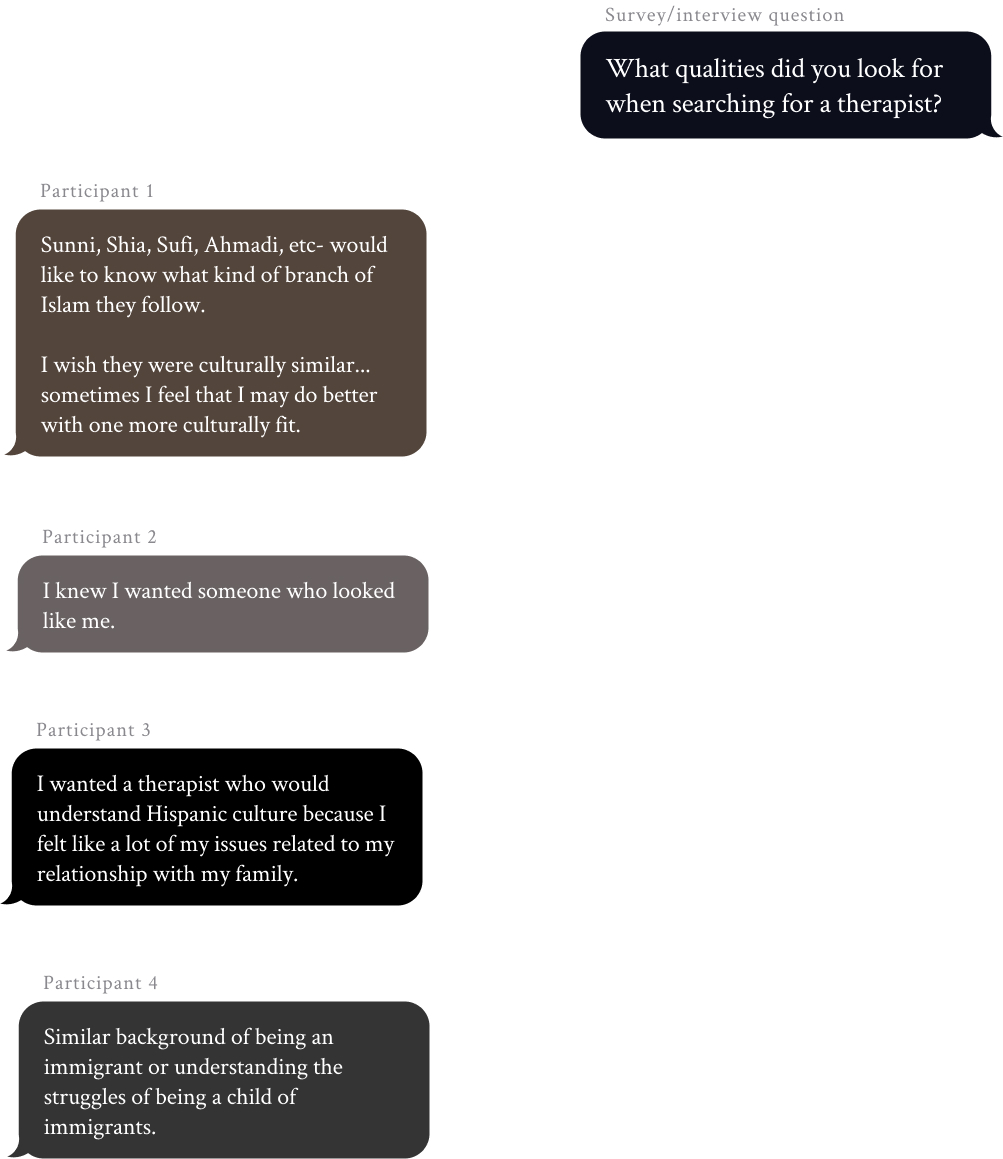 Survey/interview question
What qualities did you look for
when searching for a therapist?
Participant 1
Sunni, Shia, Sufi, Ahmadi, etc- would
like to know what kind of branch of
Islam they follow.
I wish they were culturally similar...
sometimes I feel that I may do better
with one more culturally fit.
Participant 2
I knew I wanted someone who looked
like me.
Participant 3
I wanted a therapist who would
understand Hispanic culture because I
felt like a lot of my issues related to my
relationship with my family.
Participant 4
Similar background of being an
immigrant or understanding the
struggles of being a child of
immigrants.